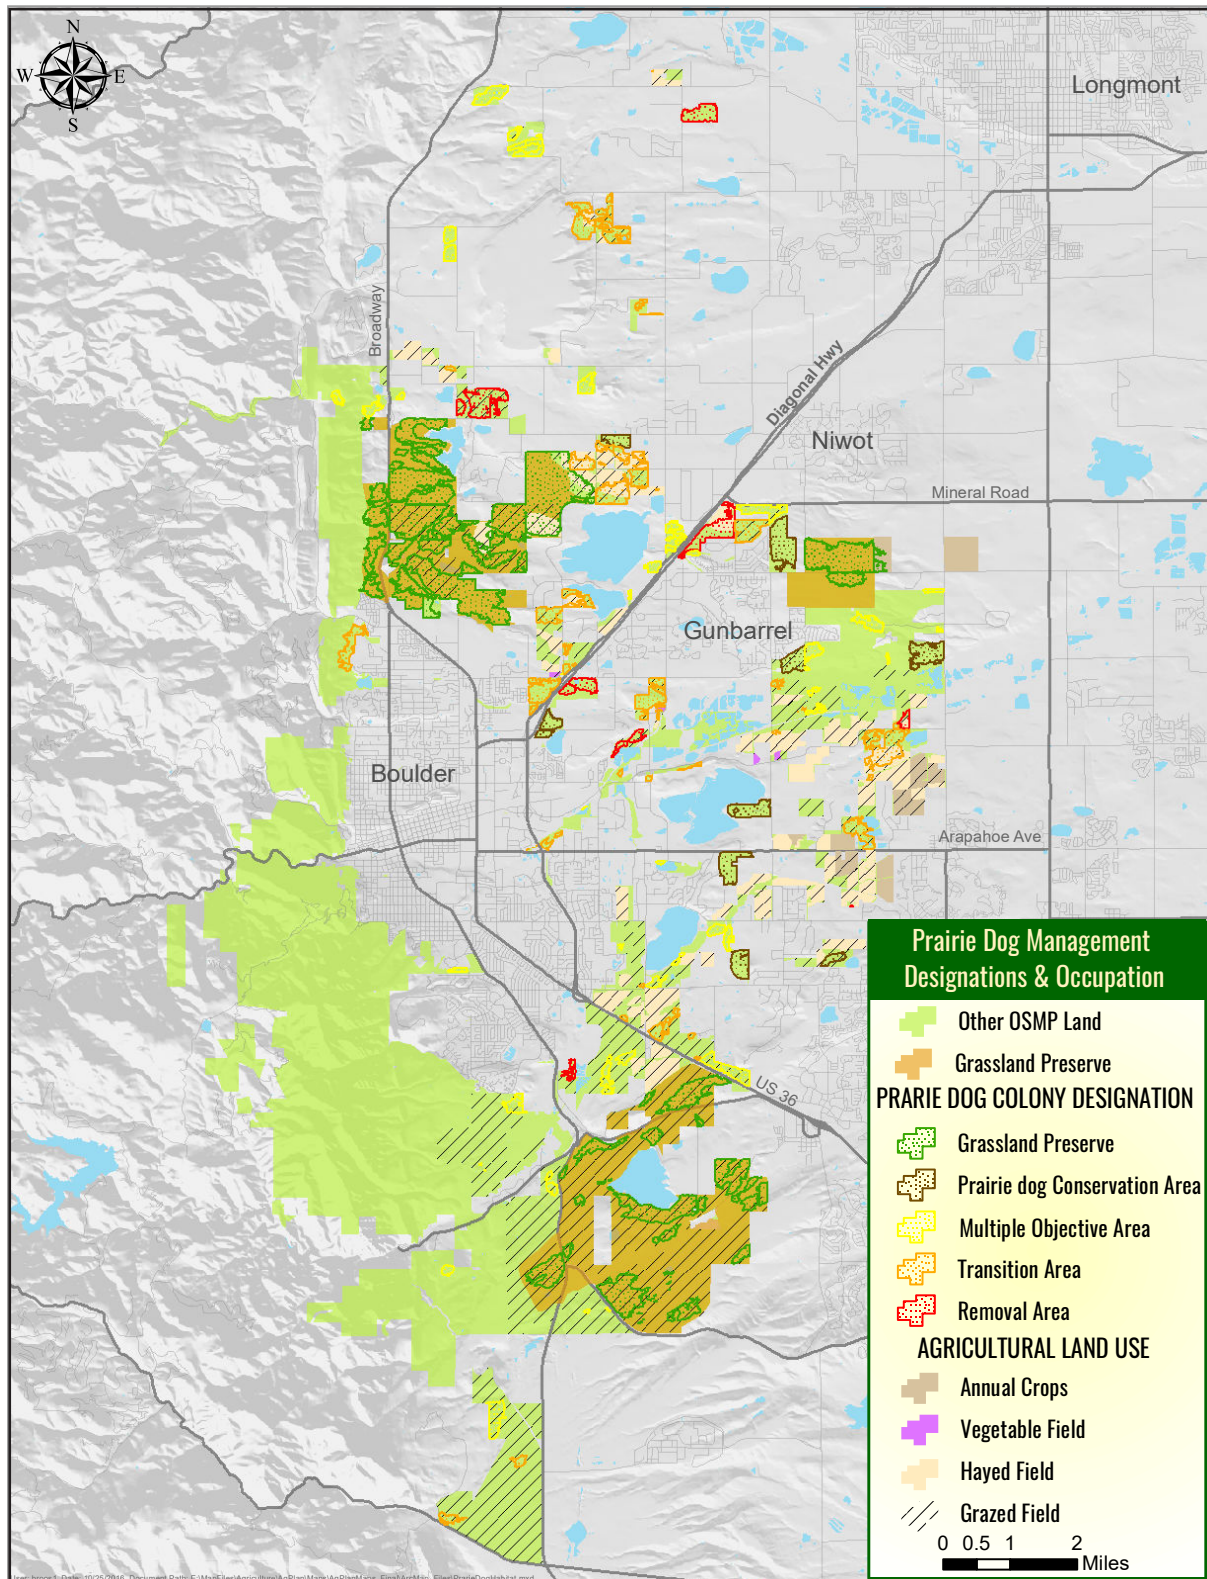 N
W E
S
Longmont
Broadway
Diagonal Hwy
Niwot
Mineral Road
Gunbarrel
Boulder
Arapahoe Ave
US 36
Prairie Dog Management
Designations & Occupation
Other OSMP Land
Grassland Preserve
PRARIE DOG COLONY DESIGNATION
Grassland Preserve
Prairie dog Conservation Area
Multiple Objective Area
Transition Area
Removal Area
AGRICULTURAL LAND USE
Annual Crops
Vegetable Field
Hayed Field
Grazed Field
0 0.5 1 2
Miles